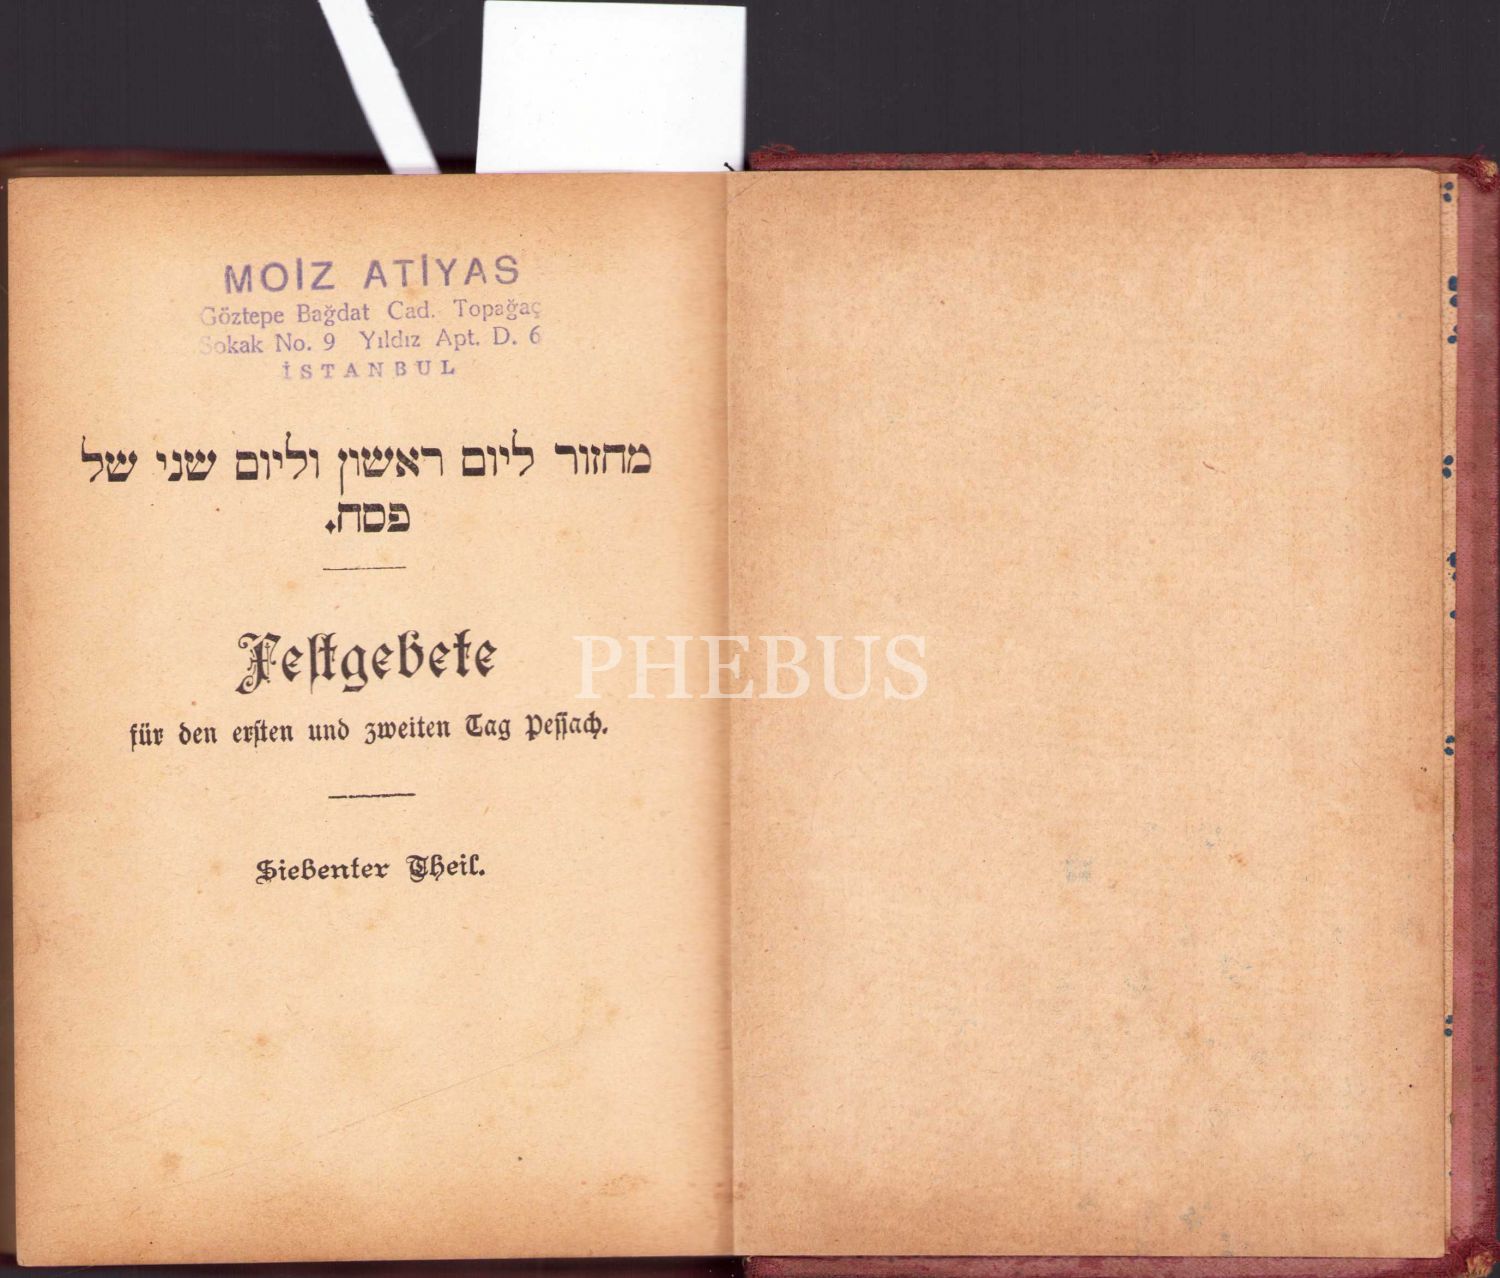 MOİZ ATİYAS
Göztepe Bağdat Cad. Topağaç
Sokak No. 9 Yıldız Apt. D. 6
İSTANBUL
מחזור ליום ראשון וליום שני של
פסח.
Festgebete
für den ersten und zweiten Tag Pessach.
Siebenter Theil.
PHEBUS